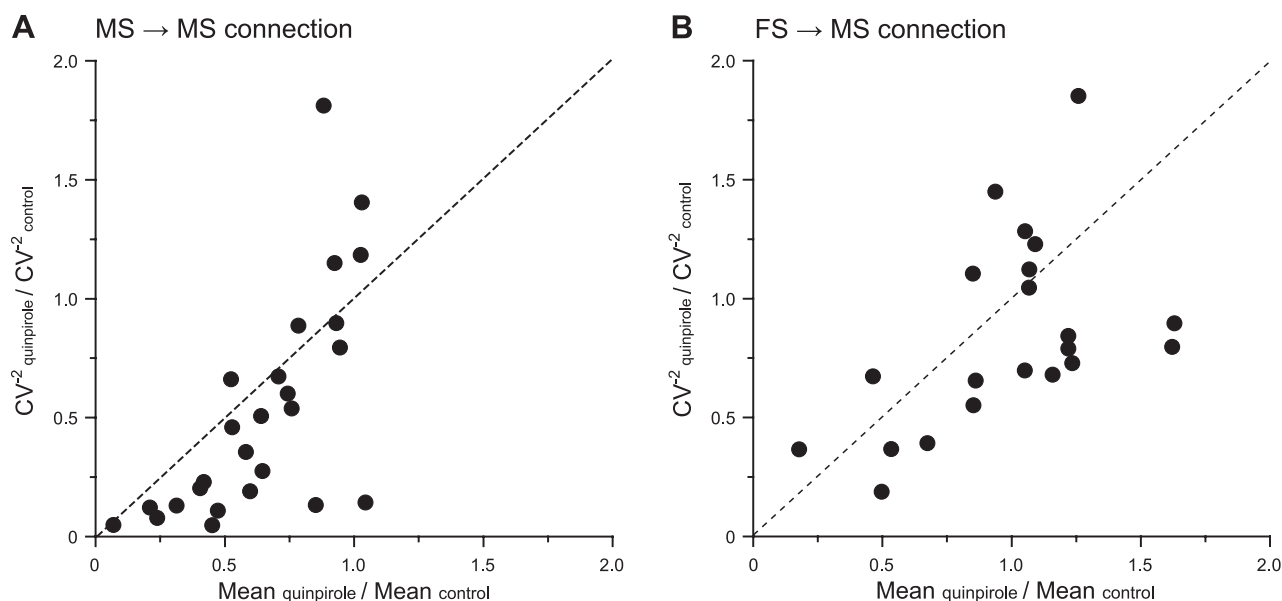 A MS → MS connection
2.0
1.5
1.0
0.5
0
0 0.5 1.0 1.5 2.0
CV⁻² quinpirole / CV⁻² control
Mean quinpirole / Mean control
B FS → MS connection
2.0
1.5
1.0
0.5
0
0 0.5 1.0 1.5 2.0
CV⁻² quinpirole / CV⁻² control
Mean quinpirole / Mean control